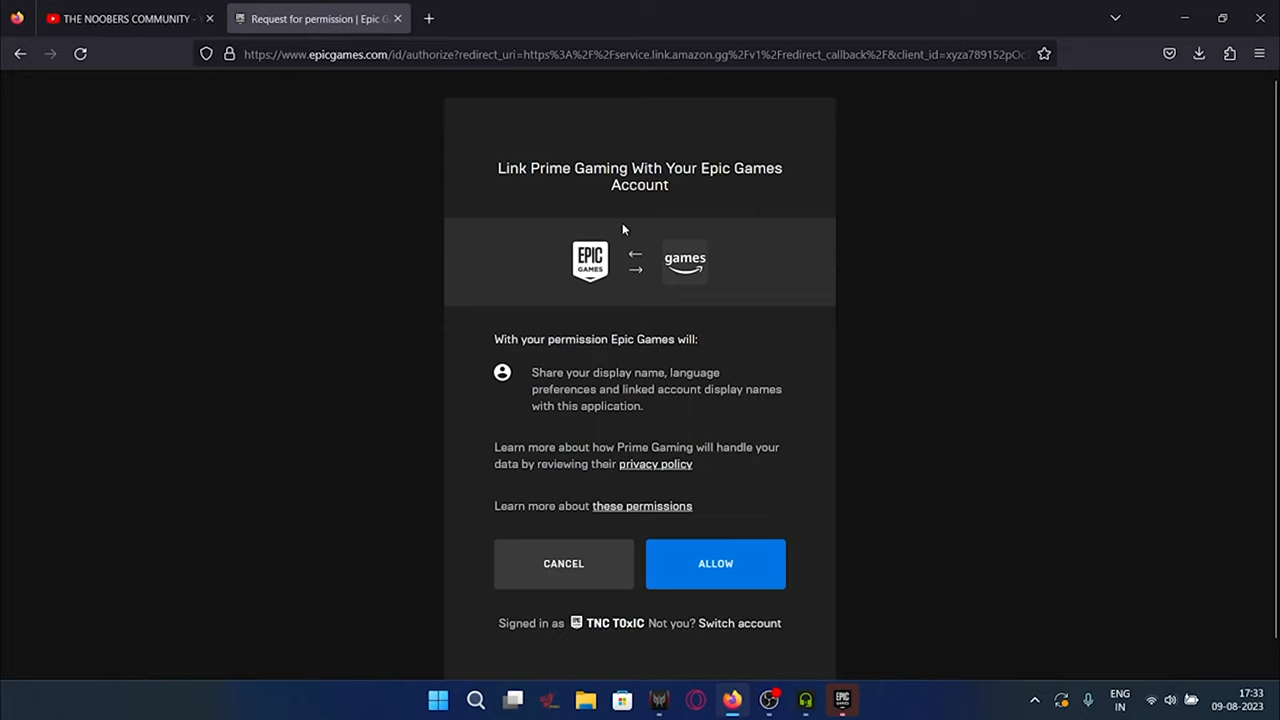 THE NOOBERS COMMUNITY - Y
Request for permission | Epic G
https://www.epicgames.com/id/authorize?redirect_uri=https%3A%2F%2Fservice.link.amazon.gg%2Fv1%2Fredirect_callback%2F&client_id=xyza789152pOc
Link Prime Gaming With Your Epic Games
Account
EPIC
GAMES
games
With your permission Epic Games will:
Share your display name, language
preferences and linked account display names
with this application.
Learn more about how Prime Gaming will handle your
data by reviewing their privacy policy
Learn more about these permissions
CANCEL
ALLOW
Signed in as TNC T0xIC Not you? Switch account
EPIC
GAMES
ENG
IN
17:33
09-08-2023